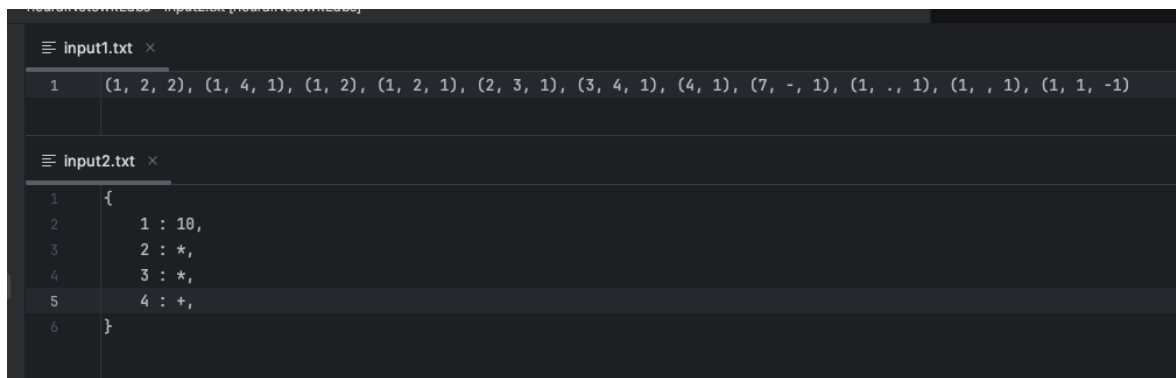 input1.txt ×
1 (1, 2, 2), (1, 4, 1), (1, 2), (1, 2, 1), (2, 3, 1), (3, 4, 1), (4, 1), (7, -, 1), (1, ., 1), (1, , 1), (1, 1, -1)
input2.txt ×
1 {
2 1 : 10,
3 2 : *,
4 3 : *,
5 4 : +,
6 }